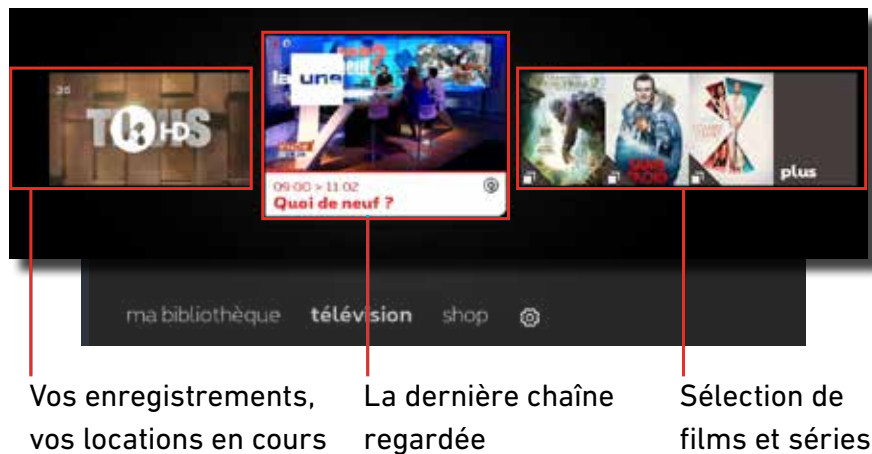 20
TOUS
HD
la une
09:00 > 11:02
Quoi de neuf ?
plus
ma bibliothèque télévision shop
Vos enregistrements,
vos locations en cours
La dernière chaîne
regardée
Sélection de
films et séries